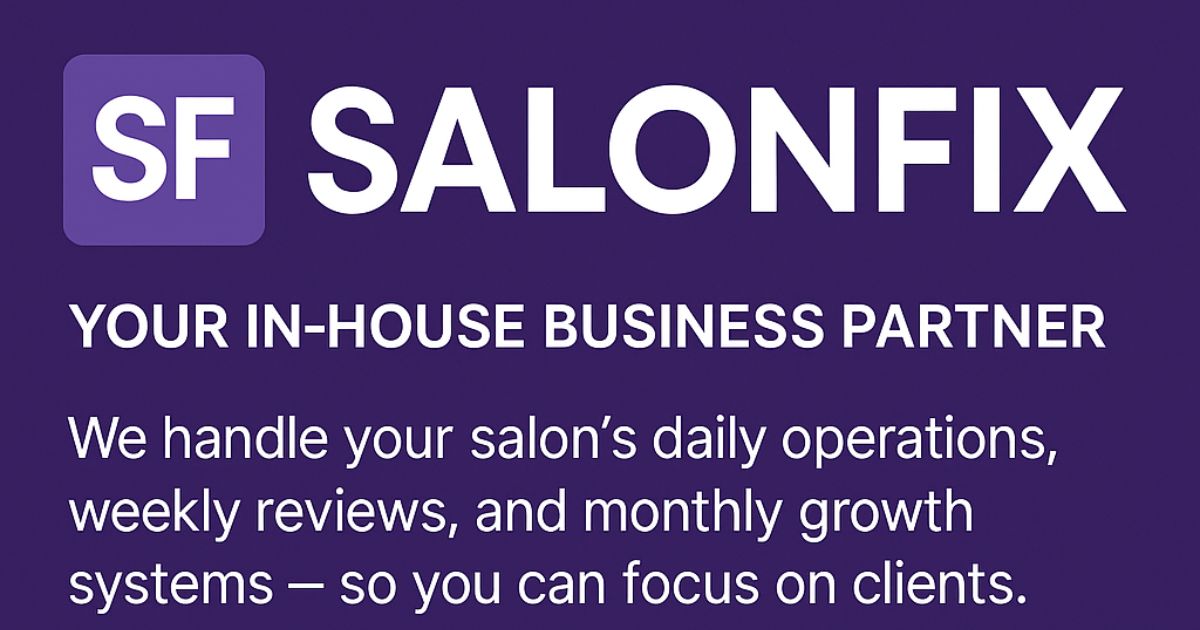 SF SALONFIX
YOUR IN-HOUSE BUSINESS PARTNER
We handle your salon’s daily operations,
weekly reviews, and monthly growth
systems – so you can focus on clients.